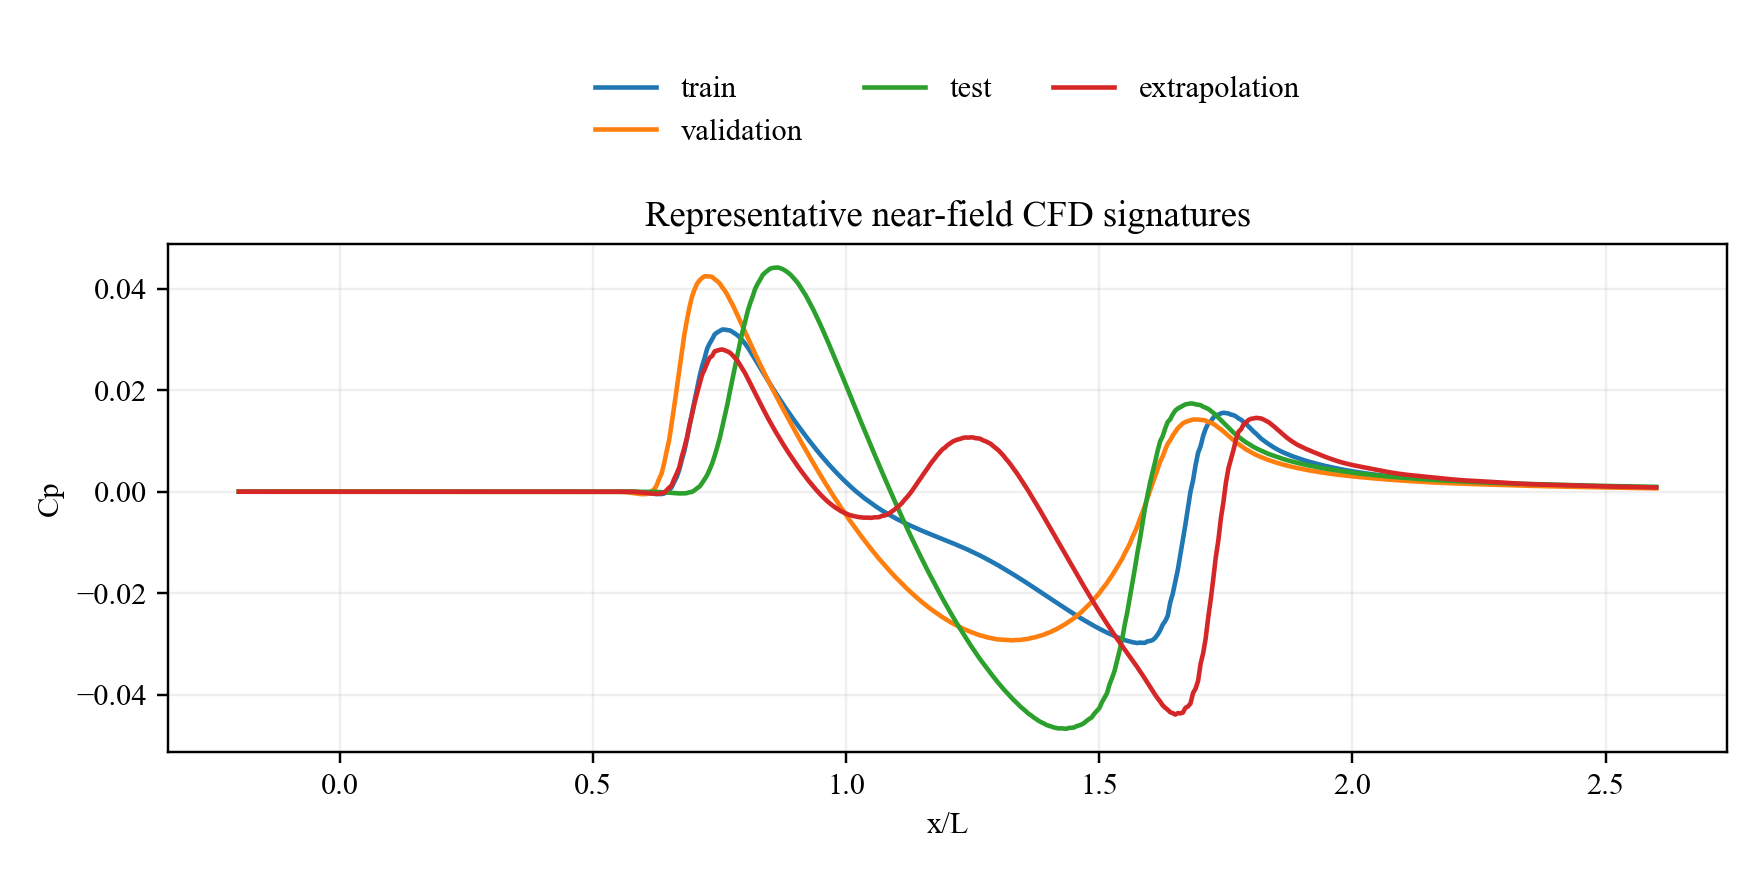 train test extrapolation
validation
Representative near-field CFD signatures
0.04
0.02
0.00
−0.02
−0.04
Cp
0.0 0.5 1.0 1.5 2.0 2.5
x/L